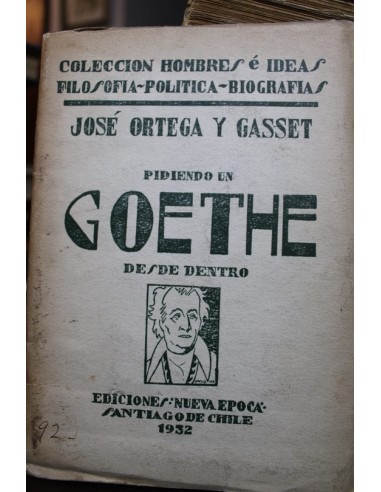 COLECCION HOMBRES é IDEAS
FILOSOFIA-POLITICA-BIOGRAFIAS
JOSÉ ORTEGA Y GASSET
PIDIENDO UN
GOETHE
DESDE DENTRO
EDICIONES·NUEVA EPOCA·
SANTIAGO DE CHILE
1932
92-